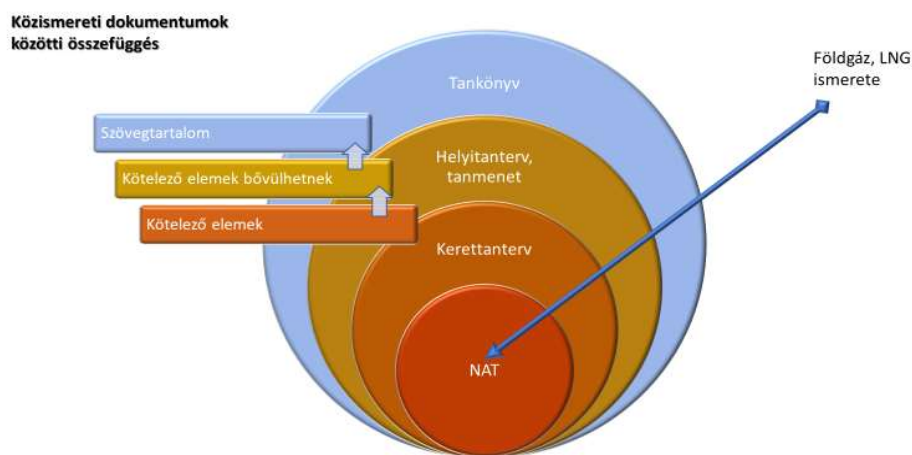 Közismereti dokumentumok
közötti összefüggés
Földgáz, LNG
ismerete
Tankönyv
Szövegtartalom
Helyitanterv,
tanmenet
Kötelező elemek bővülhetnek
Kötelező elemek
Kerettanterv
NAT